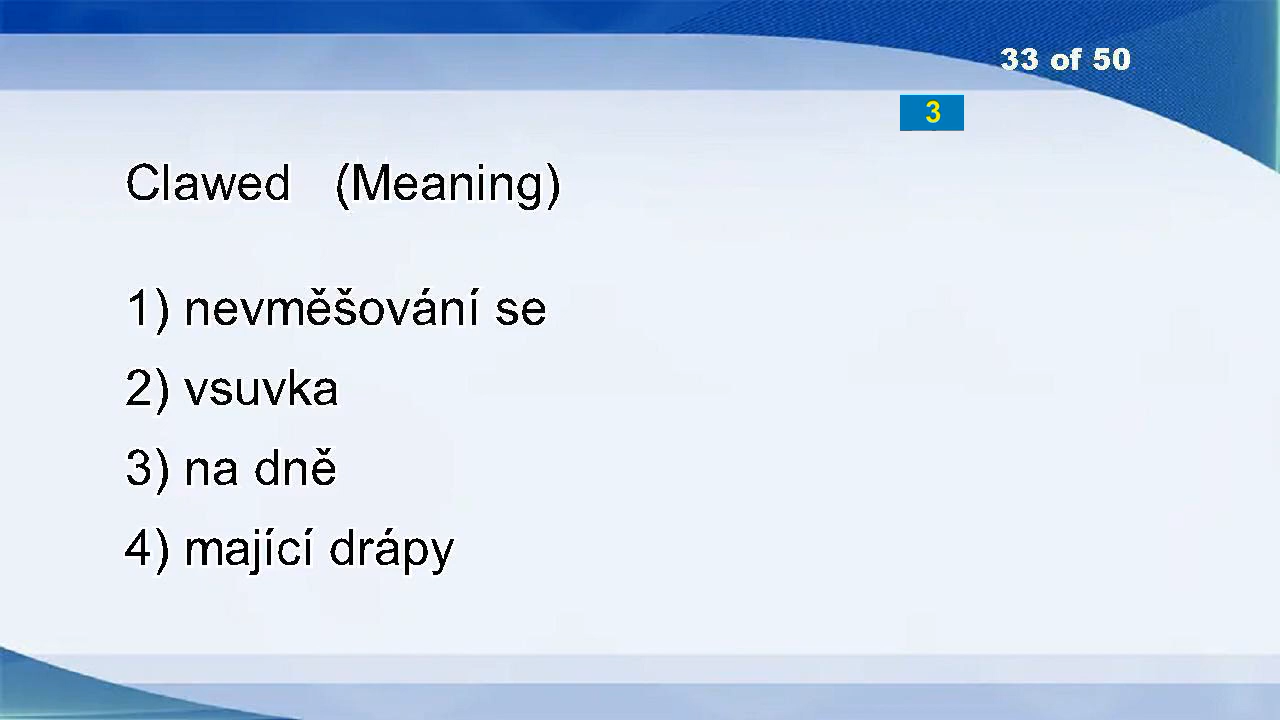 33 of 50
3
Clawed (Meaning)
1) nevměšování se
2) vsuvka
3) na dně
4) mající drápy